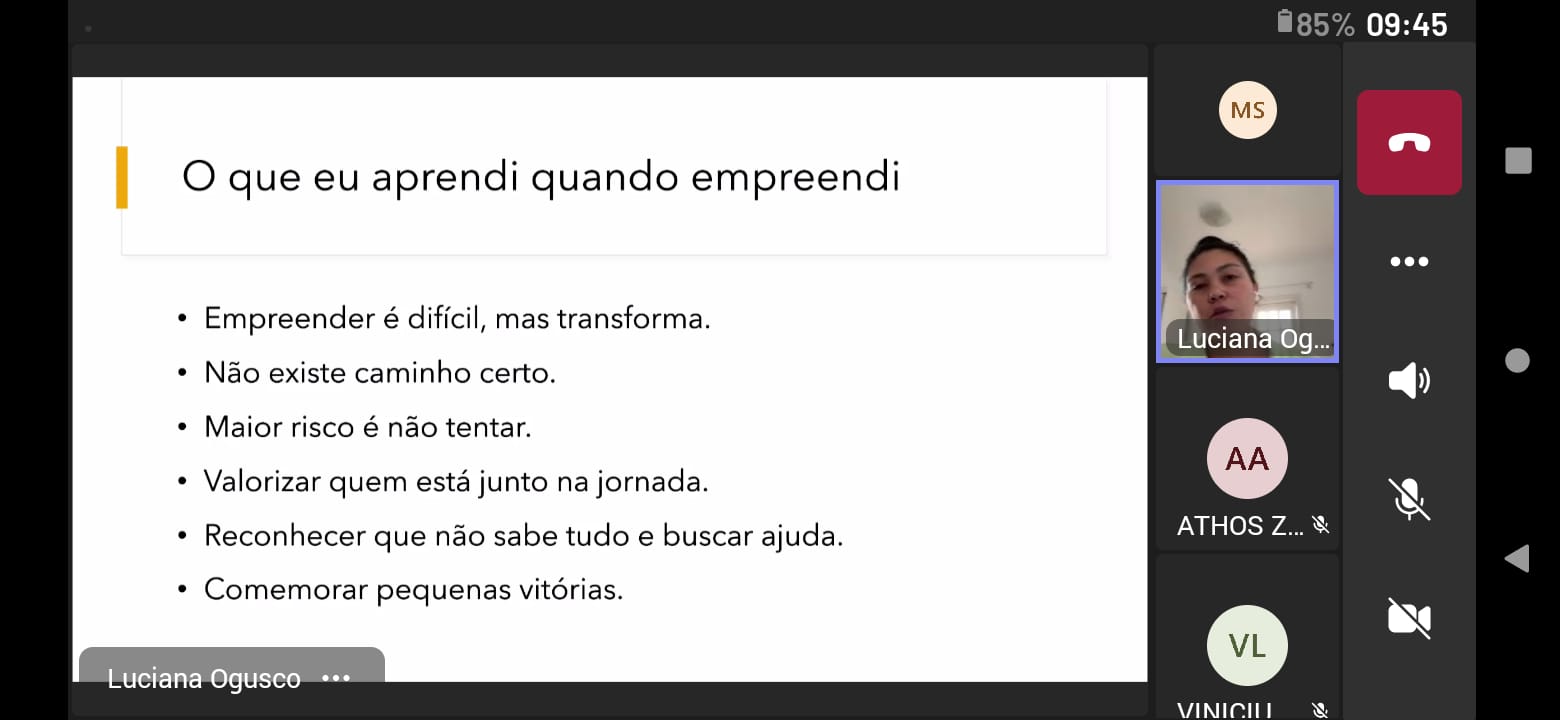 85% 09:45
O que eu aprendi quando empreendi
• Empreender é difícil, mas transforma.
• Não existe caminho certo.
• Maior risco é não tentar.
• Valorizar quem está junto na jornada.
• Reconhecer que não sabe tudo e buscar ajuda.
• Comemorar pequenas vitórias.
Luciana Ogusco ...
MS
Luciana Og...
AA
ATHOS Z...
VL
VINICIU